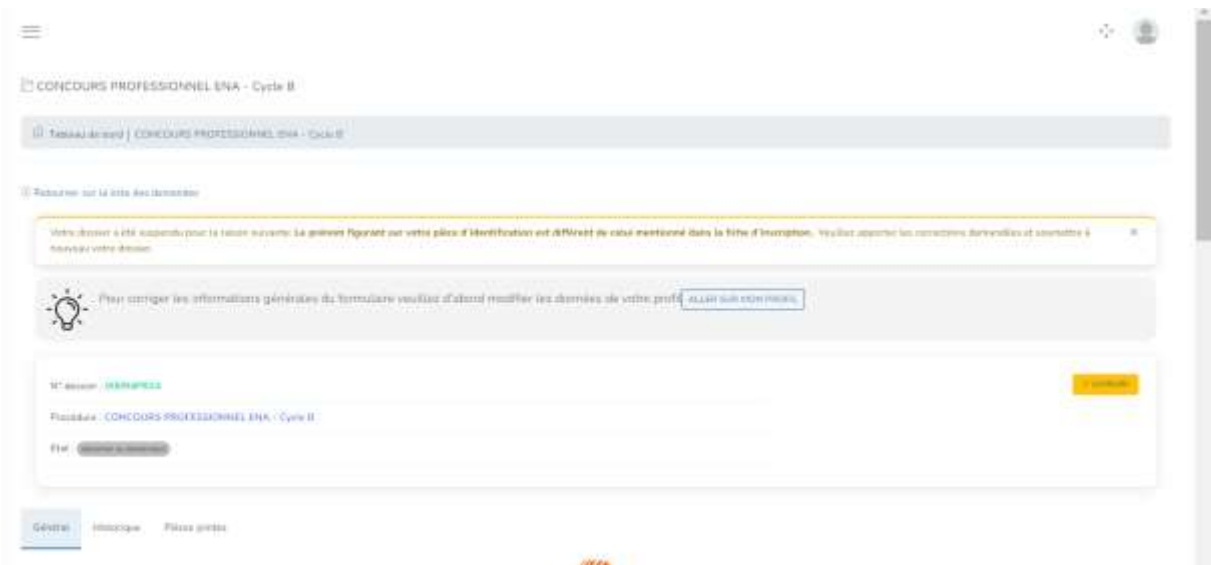 CONCOURS PROFESSIONNEL ENA - Cycle B
Tableau de bord | CONCOURS PROFESSIONNEL ENA - Cycle B
Retourner sur la liste des demandes
Votre dossier a été suspendu pour la raison suivante: Le prénom figurant sur votre pièce d'identification est différent de celui mentionné dans la fiche d'inscription. Veuillez apporter les corrections demandées et soumettre à
nouveau votre dossier.
Pour corriger les informations générales du formulaire veuillez d'abord modifier les données de votre profil ALLER SUR MON PROFIL
N° dossier :
Procédure : CONCOURS PROFESSIONNEL ENA - Cycle B
Etat :
Général Historique Pièces jointes